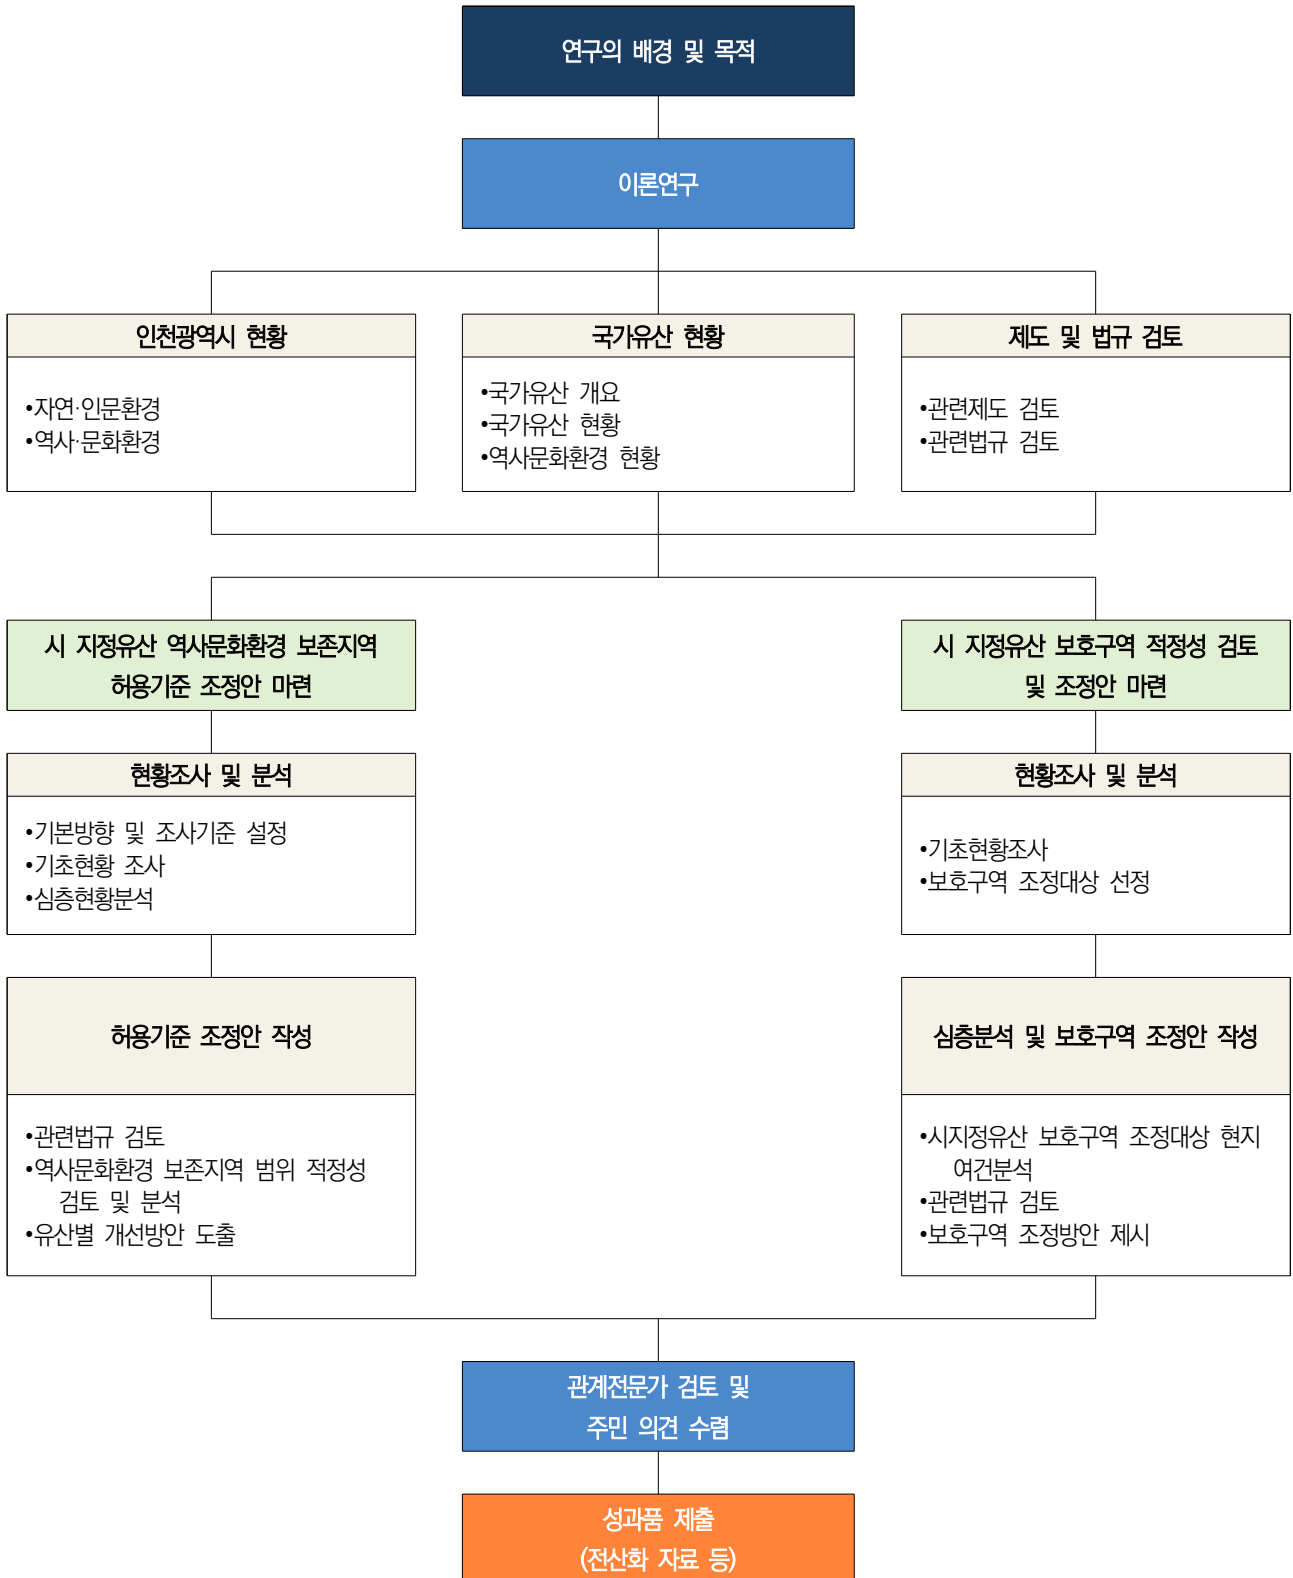 연구의 배경 및 목적
이론연구
인천광역시 현황
•자연·인문환경
•역사·문화환경
국가유산 현황
•국가유산 개요
•국가유산 현황
•역사문화환경 현황
제도 및 법규 검토
•관련제도 검토
•관련법규 검토
시 지정유산 역사문화환경 보존지역
허용기준 조정안 마련
현황조사 및 분석
•기본방향 및 조사기준 설정
•기초현황 조사
•심층현황분석
허용기준 조정안 작성
•관련법규 검토
•역사문화환경 보존지역 범위 적정성
검토 및 분석
•유산별 개선방안 도출
시 지정유산 보호구역 적정성 검토
및 조정안 마련
현황조사 및 분석
•기초현황조사
•보호구역 조정대상 선정
심층분석 및 보호구역 조정안 작성
•시지정유산 보호구역 조정대상 현지
여건분석
•관련법규 검토
•보호구역 조정방안 제시
관계전문가 검토 및
주민 의견 수렴
성과품 제출
(전산화 자료 등)